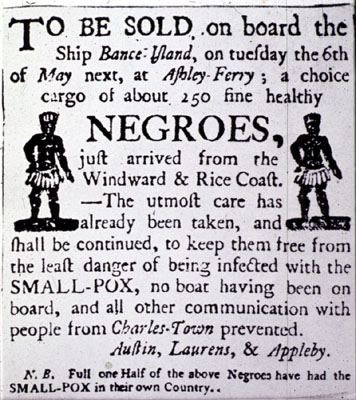 TO BE SOLD, on board the
Ship Bance-Iſland, on tueſday the 6th
of May next, at Aſhley-Ferry; a choice
cargo of about 250 fine healthy
NEGROES,
juſt arrived from the
Windward & Rice Coaſt.
—The utmoſt care has
already been taken, and
ſhall be continued, to keep them free from
the leaſt danger of being infected with the
SMALL-POX, no boat having been on
board, and all other communication with
people from Charles-Town prevented.
Auſtin, Laurens, & Appleby.
N. B. Full one Half of the above Negroes have had the
SMALL-POX in their own Country.